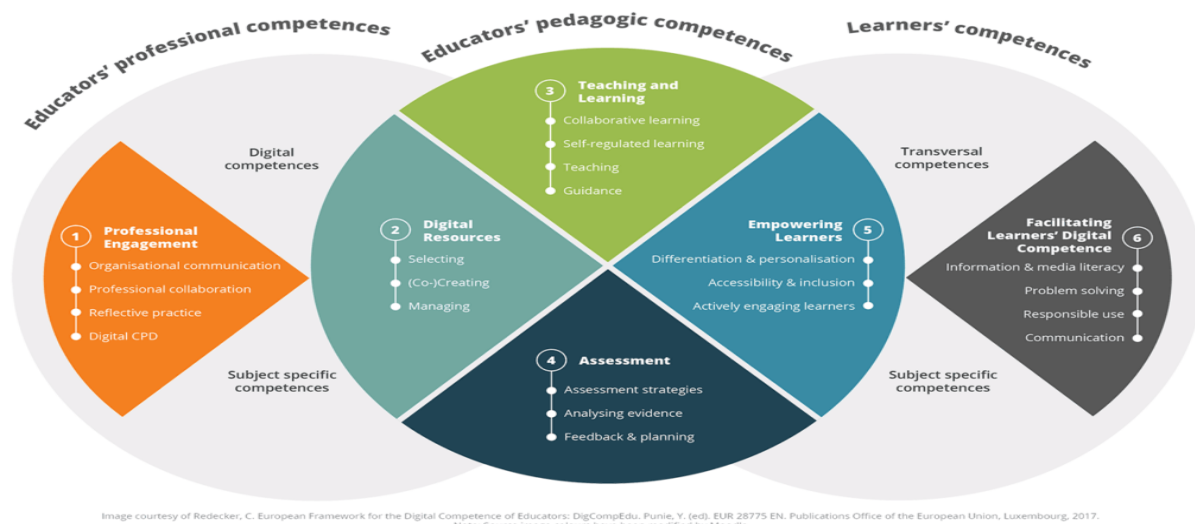 Educators' professional competences
Educators' pedagogic competences
Learners' competences
Digital
competences
Transversal
competences
Subject specific
competences
Subject specific
competences
1
Professional
Engagement
Organisational communication
Professional collaboration
Reflective practice
Digital CPD
2
Digital
Resources
Selecting
(Co-)Creating
Managing
3
Teaching and
Learning
Collaborative learning
Self-regulated learning
Teaching
Guidance
4
Assessment
Assessment strategies
Analysing evidence
Feedback & planning
Empowering
Learners
5
Differentiation & personalisation
Accessibility & inclusion
Actively engaging learners
Facilitating
Learners' Digital
Competence
6
Information & media literacy
Problem solving
Responsible use
Communication
Image courtesy of Redecker, C. European Framework for the Digital Competence of Educators: DigCompEdu. Punie, Y. (ed). EUR 28775 EN. Publications Office of the European Union, Luxembourg, 2017.